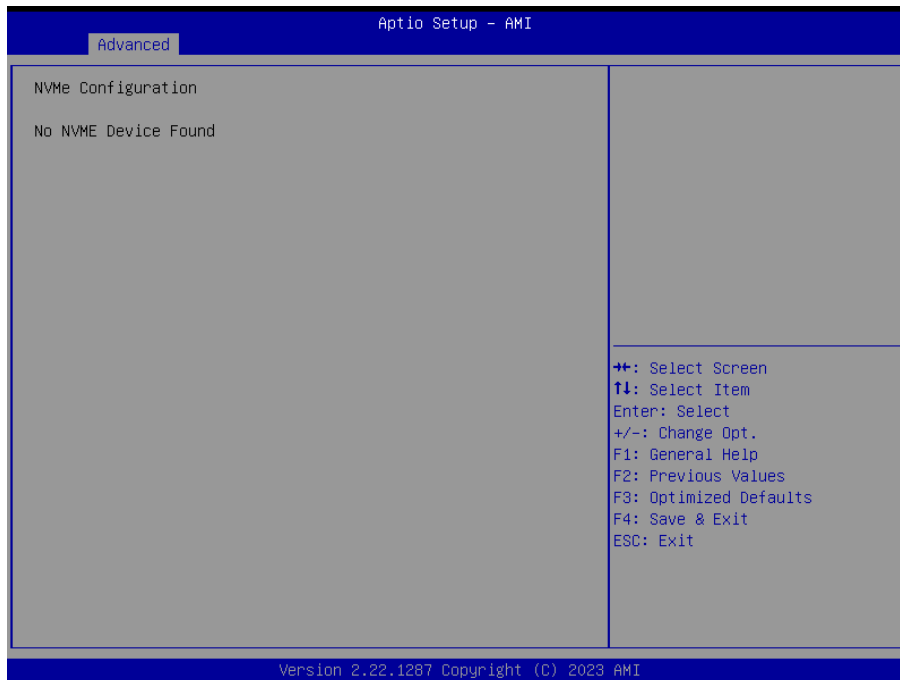 Aptio Setup – AMI
Advanced
NVMe Configuration
No NVME Device Found
→←: Select Screen
↑↓: Select Item
Enter: Select
+/-: Change Opt.
F1: General Help
F2: Previous Values
F3: Optimized Defaults
F4: Save & Exit
ESC: Exit
Version 2.22.1287 Copyright (C) 2023 AMI